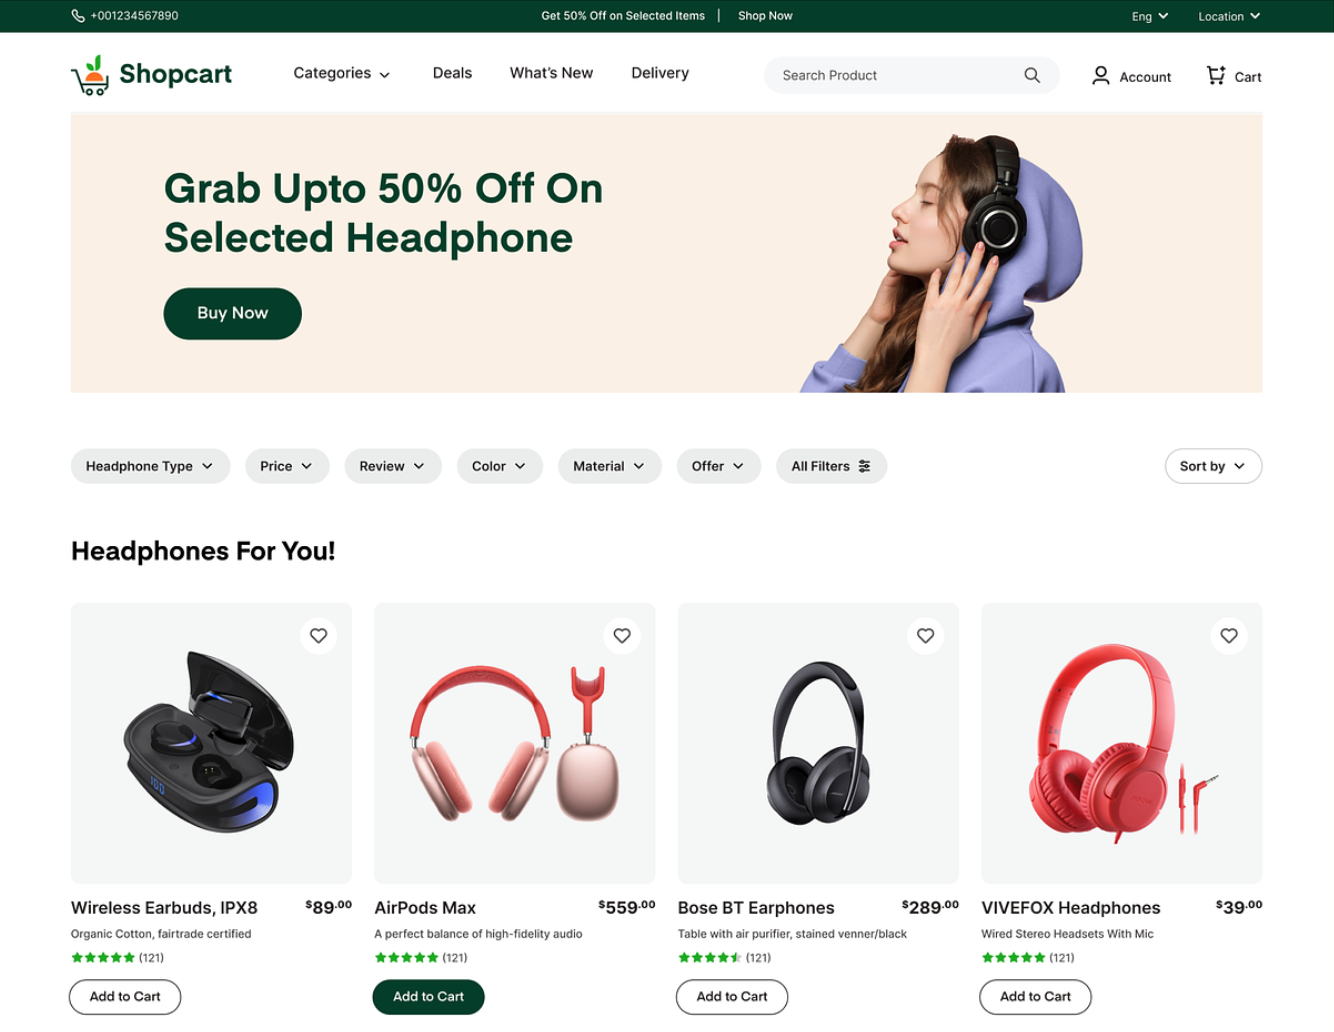 +001234567890
Get 50% Off on Selected Items | Shop Now
Eng
Location
Shopcart
Categories
Deals
What's New
Delivery
Search Product
Account
Cart
Grab Upto 50% Off On
Selected Headphone
Buy Now
Headphone Type
Price
Review
Color
Material
Offer
All Filters
Sort by
Headphones For You!
Wireless Earbuds, IPX8 $89.00
Organic Cotton, fairtrade certified
(121)
Add to Cart
AirPods Max $559.00
A perfect balance of high-fidelity audio
(121)
Add to Cart
Bose BT Earphones $289.00
Table with air purifier, stained venner/black
(121)
Add to Cart
VIVEFOX Headphones $39.00
Wired Stereo Headsets With Mic
(121)
Add to Cart